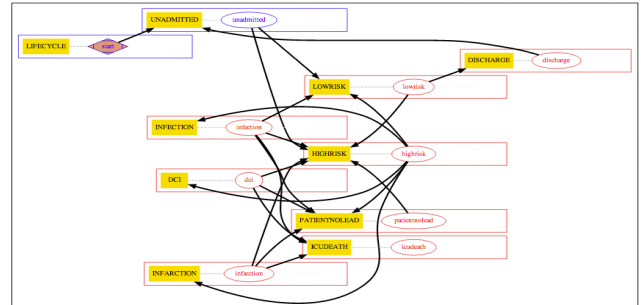 UNADMITTED unadmitted
LIFECYCLE start
DISCHARGE discharge
LOWRISK lowrisk
INFECTION infection
HIGHRISK highrisk
DCI dci
PATIENTNOLEAD patientnolead
ICUDEATH icudeath
INFARCTION infarction